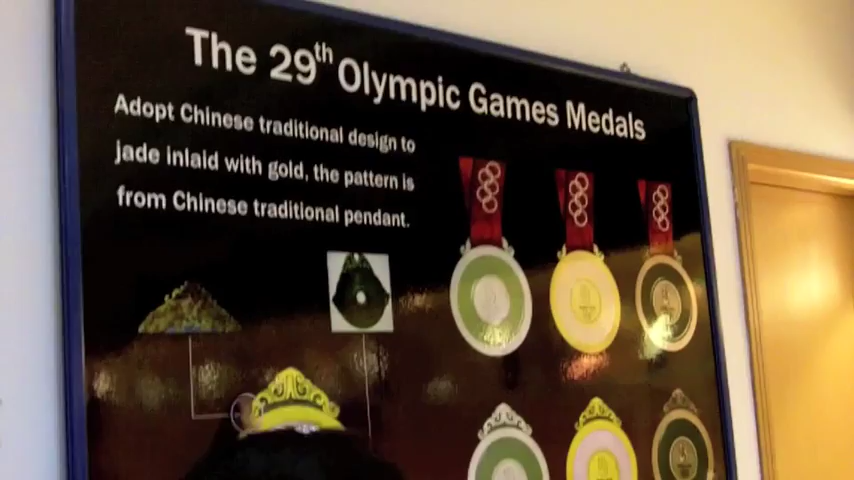 The 29th Olympic Games Medals
Adopt Chinese traditional design to
jade inlaid with gold, the pattern is
from Chinese traditional pendant.